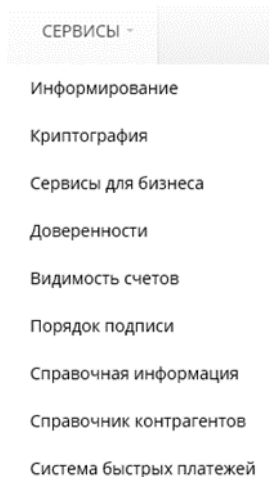 СЕРВИСЫ
Информирование
Криптография
Сервисы для бизнеса
Доверенности
Видимость счетов
Порядок подписи
Справочная информация
Справочник контрагентов
Система быстрых платежей